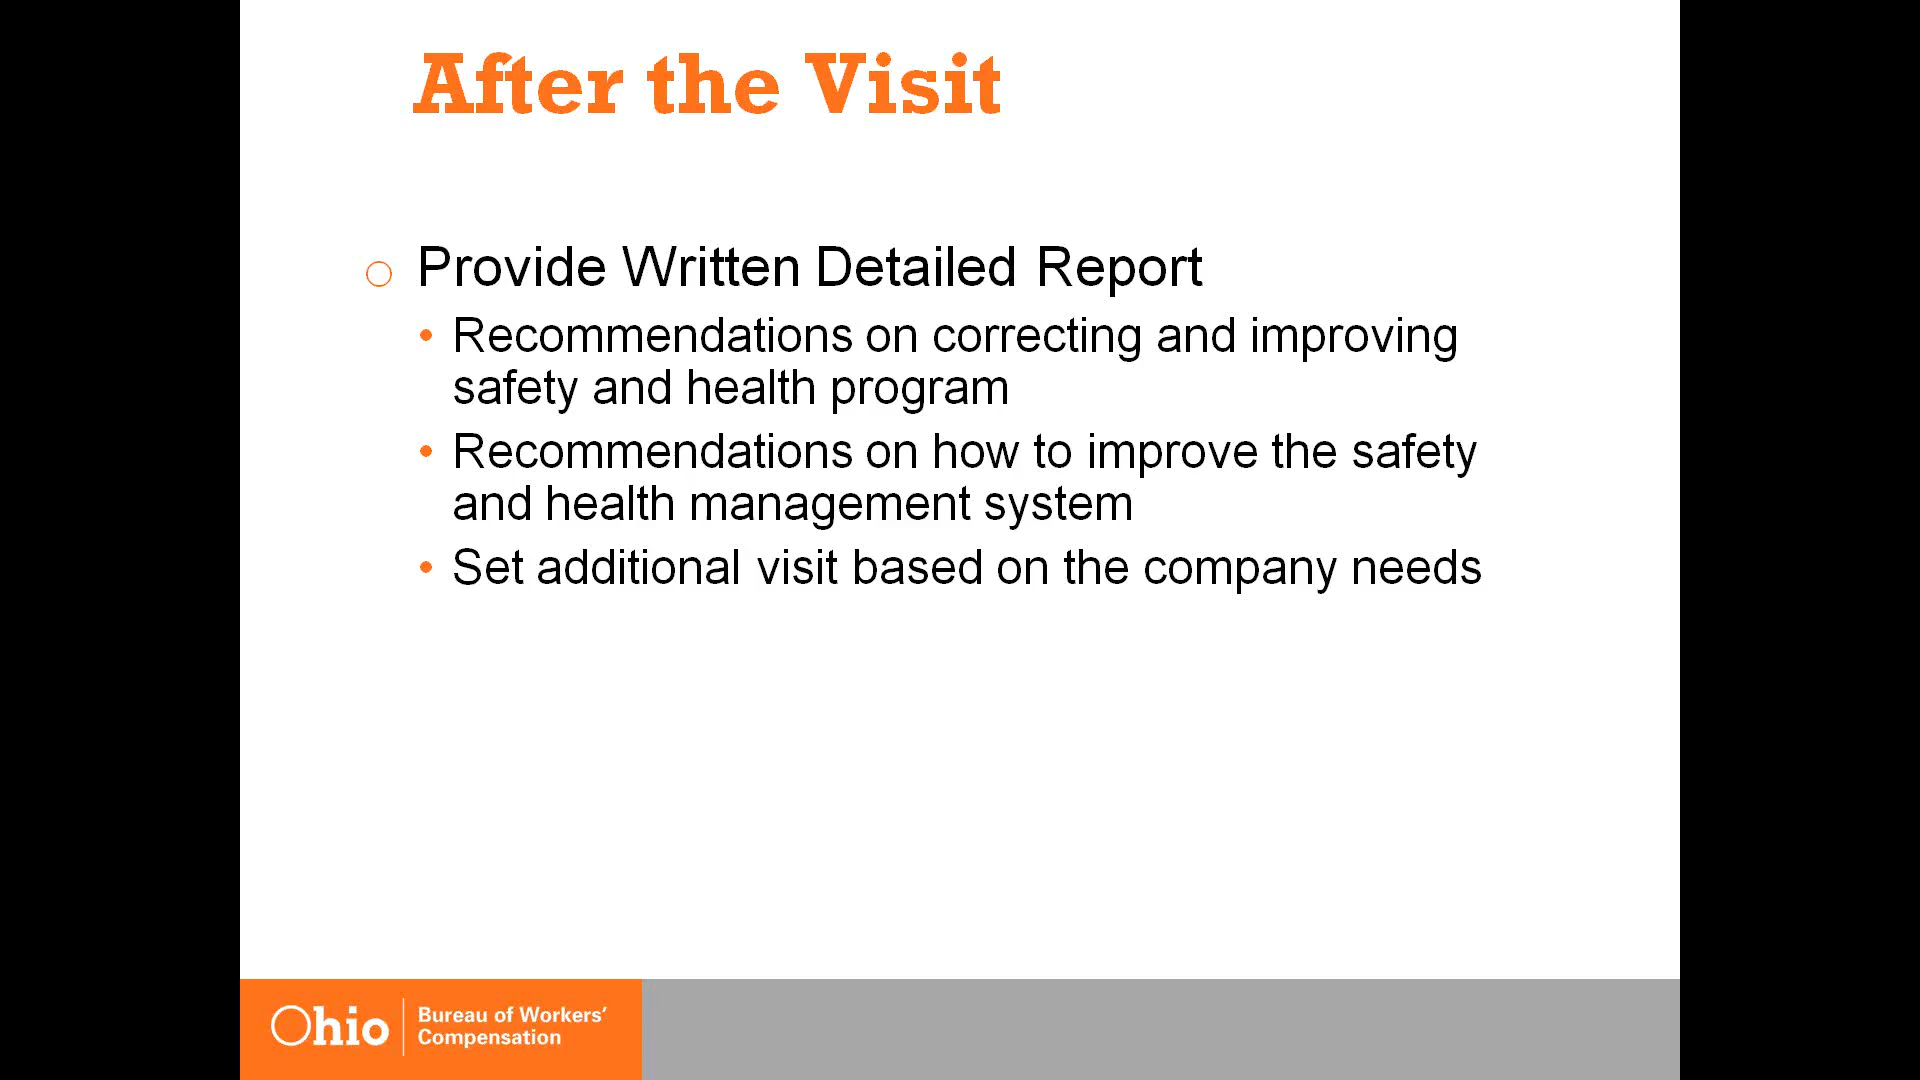 After the Visit
Provide Written Detailed Report
• Recommendations on correcting and improving
safety and health program
• Recommendations on how to improve the safety
and health management system
• Set additional visit based on the company needs
Ohio
Bureau of Workers'
Compensation